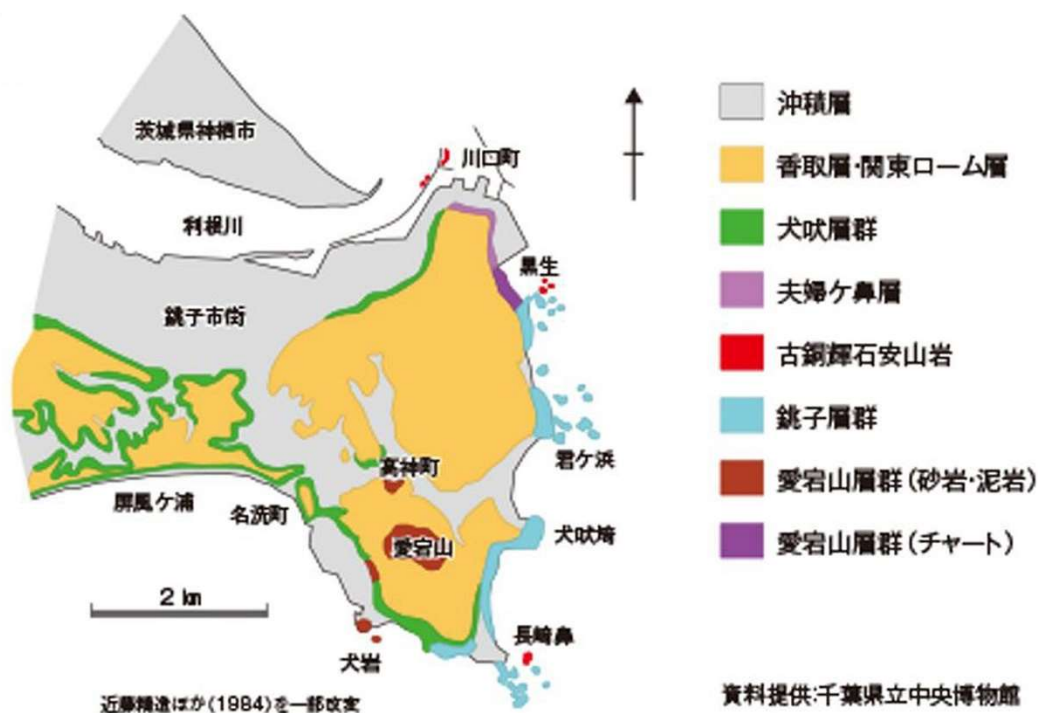 茨城県神栖市
川口町
利根川
黒生
銚子市街
君ケ浜
高神町
屏風ケ浦
名洗町
愛宕山
犬吠埼
2 km
犬岩
長崎鼻
近藤精造ほか(1984)を一部改変
沖積層
香取層・関東ローム層
犬吠層群
夫婦ケ鼻層
古銅輝石安山岩
銚子層群
愛宕山層群(砂岩・泥岩)
愛宕山層群(チャート)
資料提供:千葉県立中央博物館